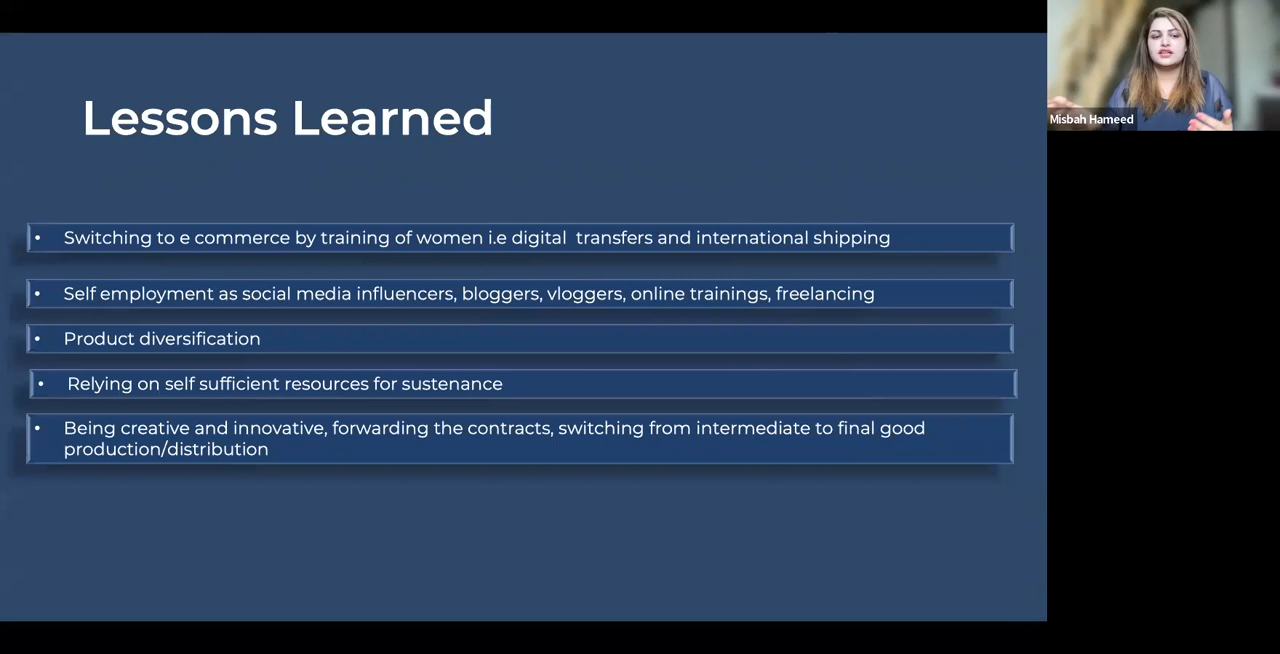 Lessons Learned
Misbah Hameed
• Switching to e commerce by training of women i.e digital  transfers and international shipping
• Self employment as social media influencers, bloggers, vloggers, online trainings, freelancing
• Product diversification
• Relying on self sufficient resources for sustenance
• Being creative and innovative, forwarding the contracts, switching from intermediate to final good
production/distribution